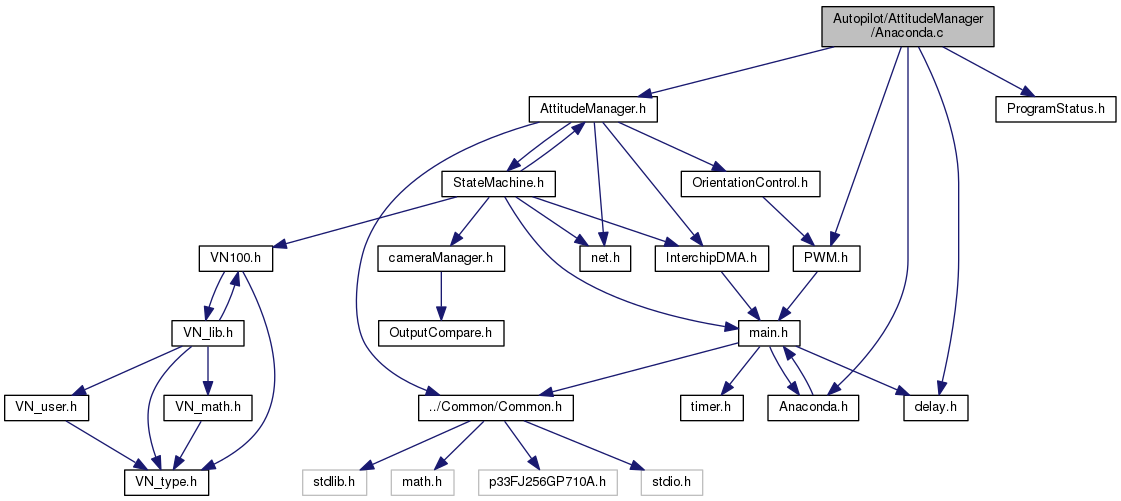 Autopilot/AttitudeManager
/Anaconda.c
AttitudeManager.h
ProgramStatus.h
StateMachine.h
OrientationControl.h
VN100.h
cameraManager.h
net.h
InterchipDMA.h
PWM.h
VN_lib.h
OutputCompare.h
main.h
VN_user.h
VN_math.h
../Common/Common.h
timer.h
Anaconda.h
delay.h
VN_type.h
stdlib.h
math.h
p33FJ256GP710A.h
stdio.h